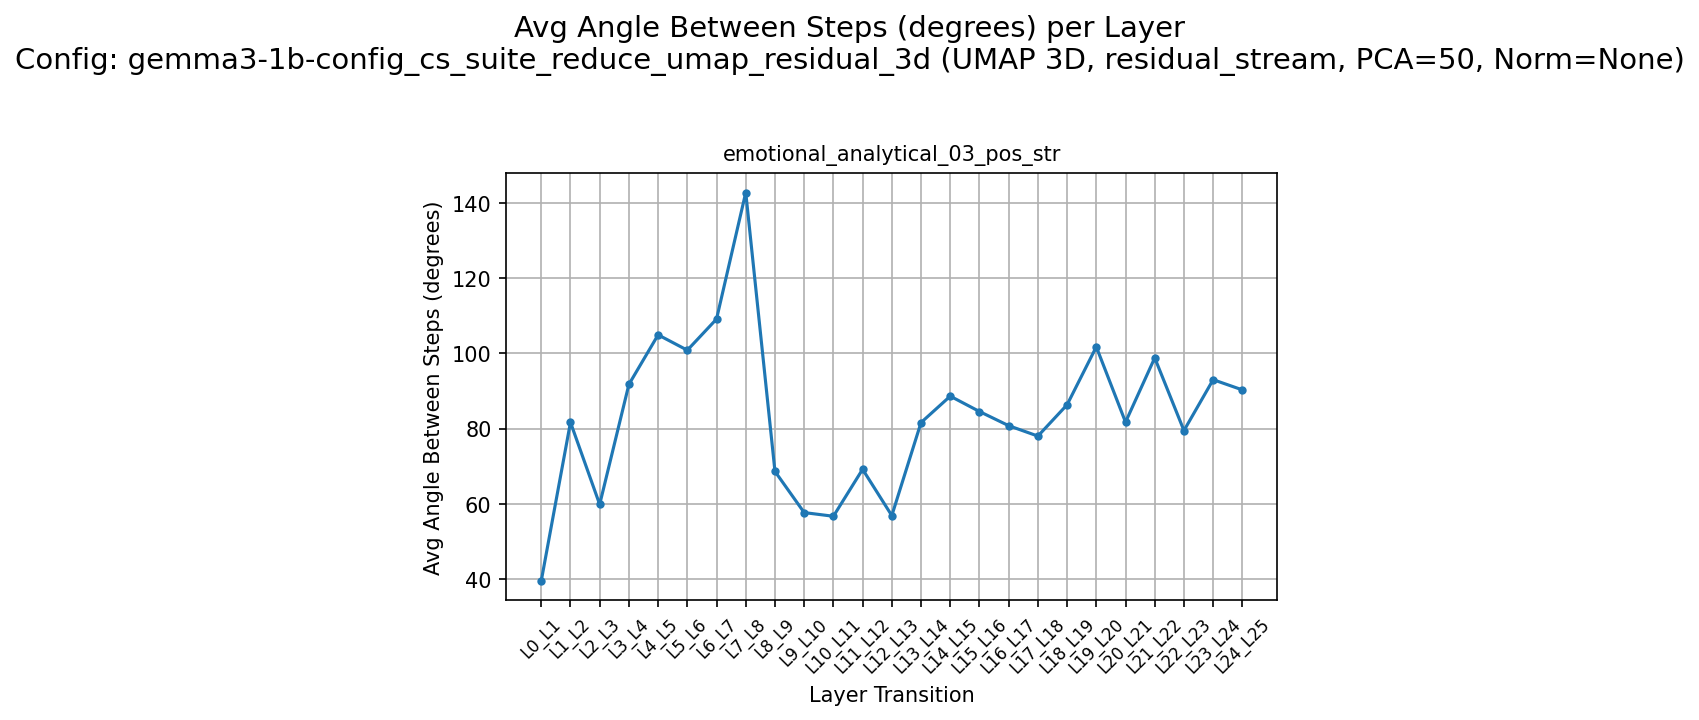 Avg Angle Between Steps (degrees) per Layer
Config: gemma3-1b-config_cs_suite_reduce_umap_residual_3d (UMAP 3D, residual_stream, PCA=50, Norm=None)
emotional_analytical_03_pos_str
Avg Angle Between Steps (degrees)
140
120
100
80
60
40
L0_L1
L1_L2
L2_L3
L3_L4
L4_L5
L5_L6
L6_L7
L7_L8
L8_L9
L9_L10
L10_L11
L11_L12
L12_L13
L13_L14
L14_L15
L15_L16
L16_L17
L17_L18
L18_L19
L19_L20
L20_L21
L21_L22
L22_L23
L23_L24
L24_L25
Layer Transition